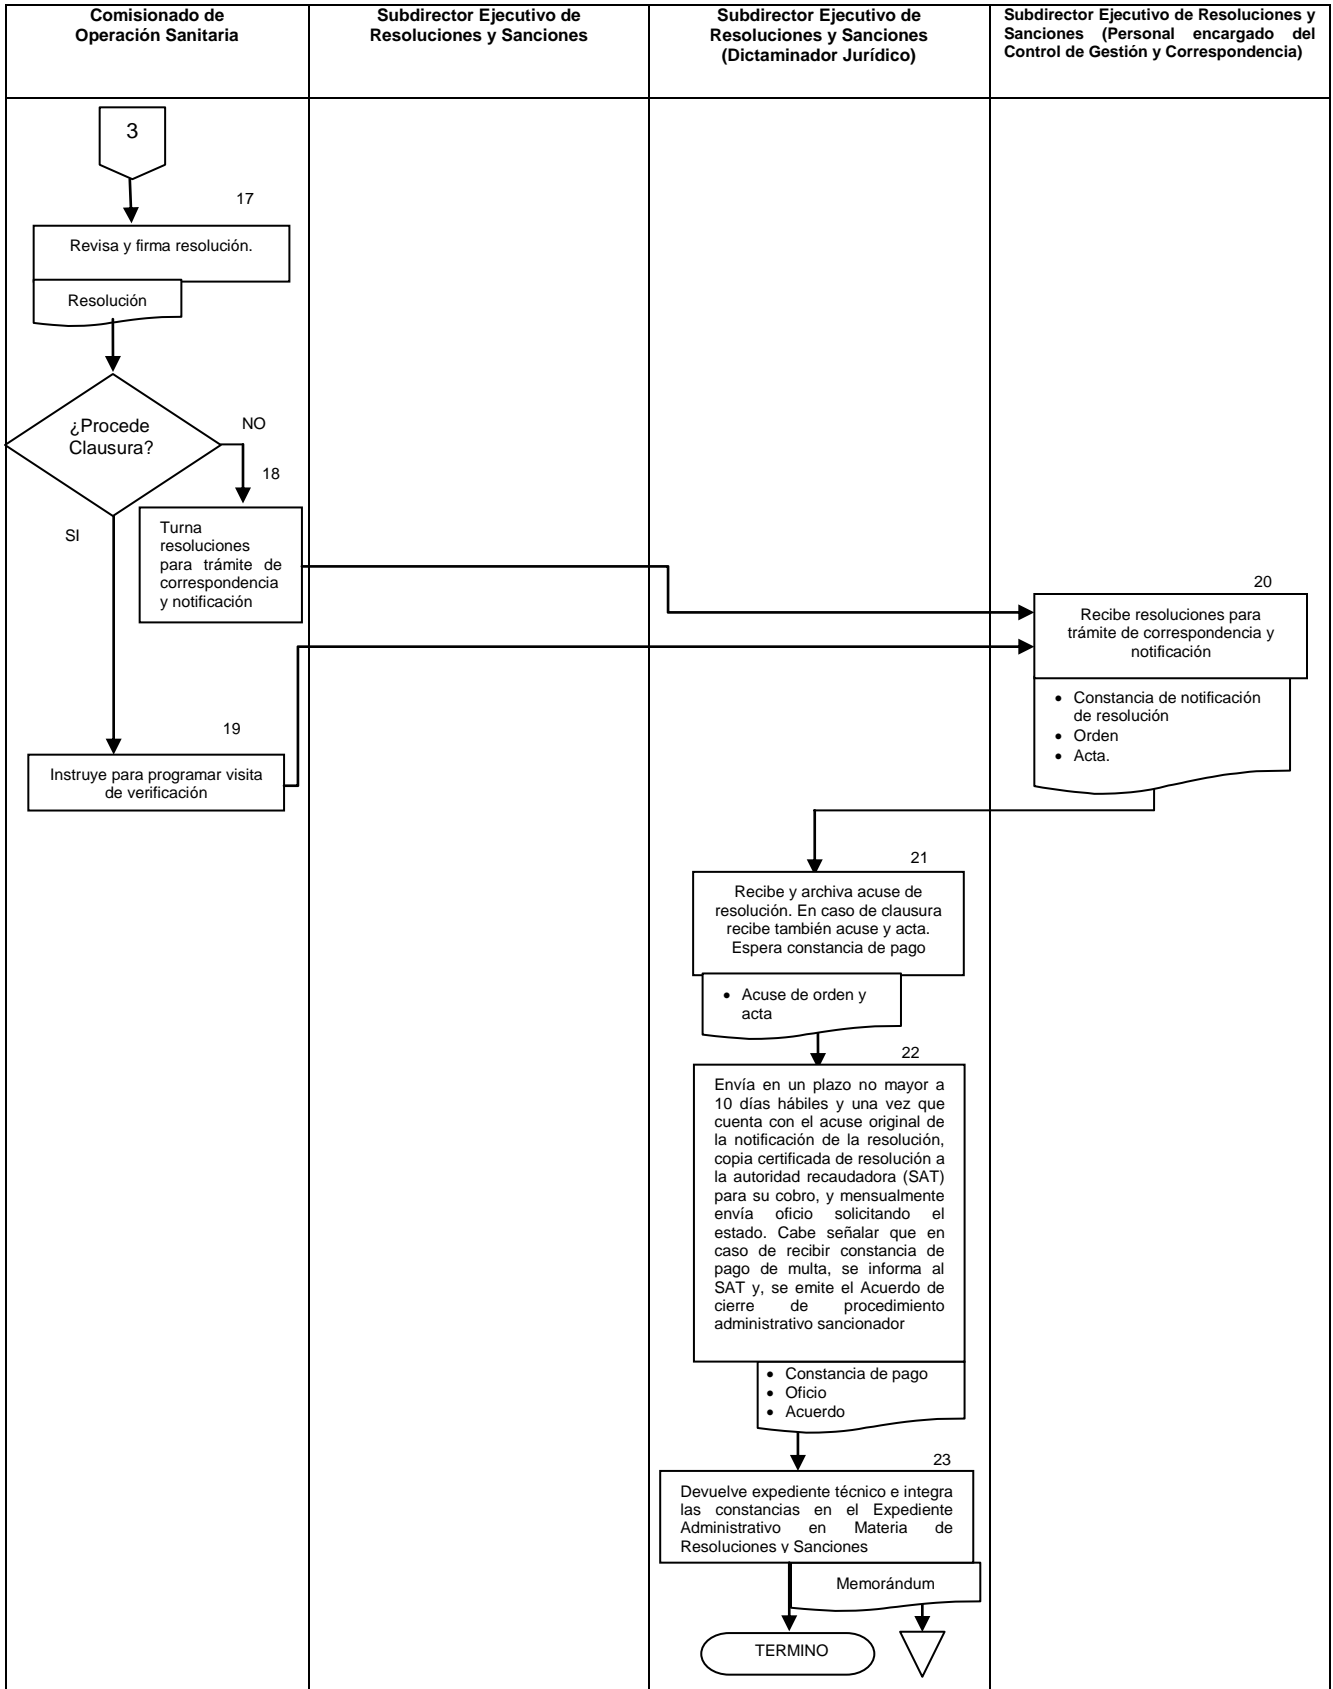 Comisionado de
Operación Sanitaria
Subdirector Ejecutivo de
Resoluciones y Sanciones
Subdirector Ejecutivo de
Resoluciones y Sanciones
(Dictaminador Jurídico)
Subdirector Ejecutivo de Resoluciones y
Sanciones (Personal encargado del
Control de Gestión y Correspondencia)
3
17
Revisa y firma resolución.
Resolución
¿Procede
Clausura?
NO
18
SI
Turna
resoluciones
para trámite de
correspondencia
y notificación
20
Recibe resoluciones para
trámite de correspondencia y
notificación
• Constancia de notificación
de resolución
• Orden
• Acta.
19
Instruye para programar visita
de verificación
21
Recibe y archiva acuse de
resolución. En caso de clausura
recibe también acuse y acta.
Espera constancia de pago
• Acuse de orden y
acta
22
Envía en un plazo no mayor a
10 días hábiles y una vez que
cuenta con el acuse original de
la notificación de la resolución,
copia certificada de resolución a
la autoridad recaudadora (SAT)
para su cobro, y mensualmente
envía oficio solicitando el
estado. Cabe señalar que en
caso de recibir constancia de
pago de multa, se informa al
SAT y, se emite el Acuerdo de
cierre de procedimiento
administrativo sancionador
• Constancia de pago
• Oficio
• Acuerdo
23
Devuelve expediente técnico e integra
las constancias en el Expediente
Administrativo en Materia de
Resoluciones y Sanciones
Memorándum
TERMINO